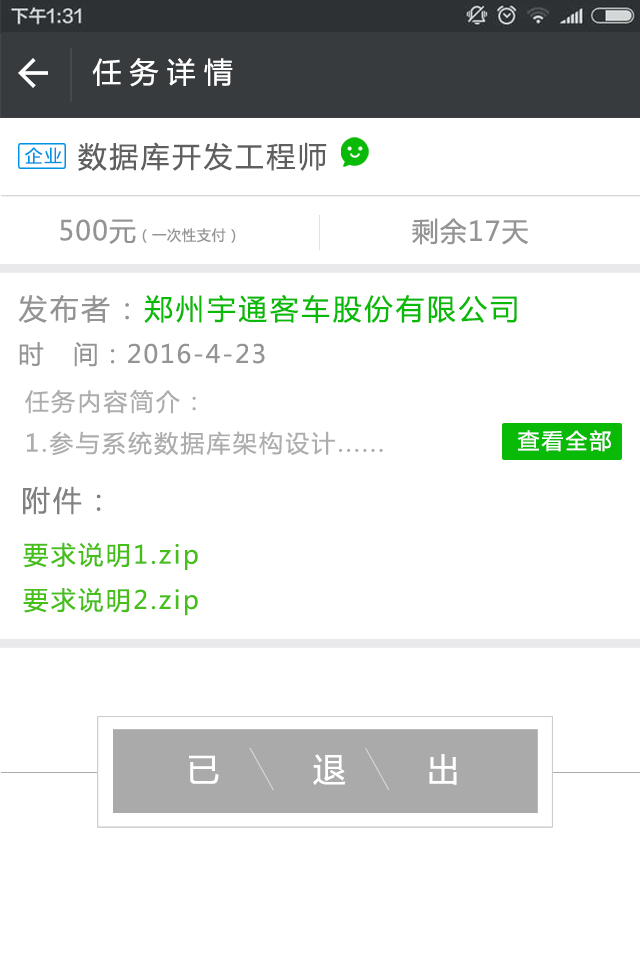 下午1:31
任务详情
企业 数据库开发工程师
500元(一次性支付) 剩余17天
发布者:郑州宇通客车股份有限公司
时 间:2016-4-23
任务内容简介:
1.参与系统数据库架构设计...... 查看全部
附件:
要求说明1.zip
要求说明2.zip
已 退 出